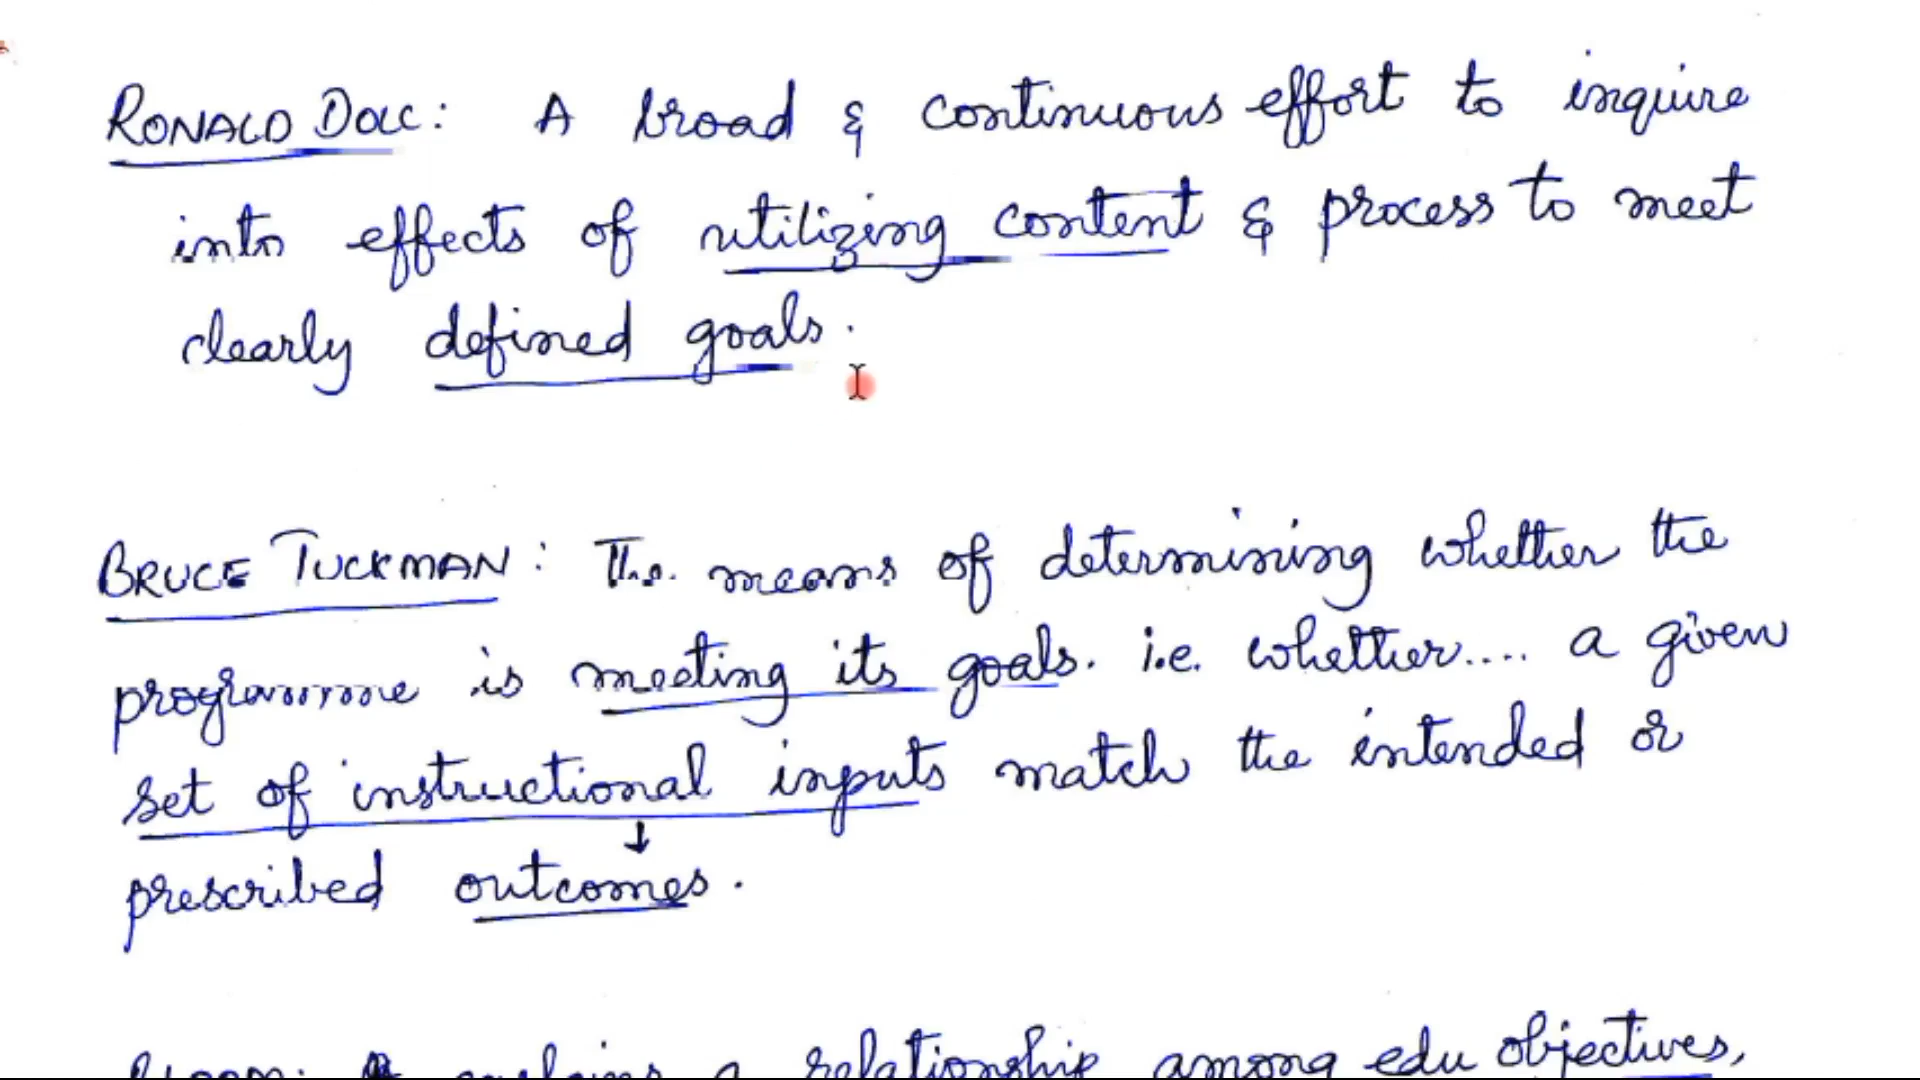 RONALD DOLL: A broad & continuous effort to inquire
into effects of utilizing content & process to meet
clearly defined goals.
BRUCE TUCKMAN: The means of determining whether the
programme is meeting its goals. i.e. whether.... a given
set of instructional inputs match the intended or
prescribed outcomes.
a relationship among edu objectives,